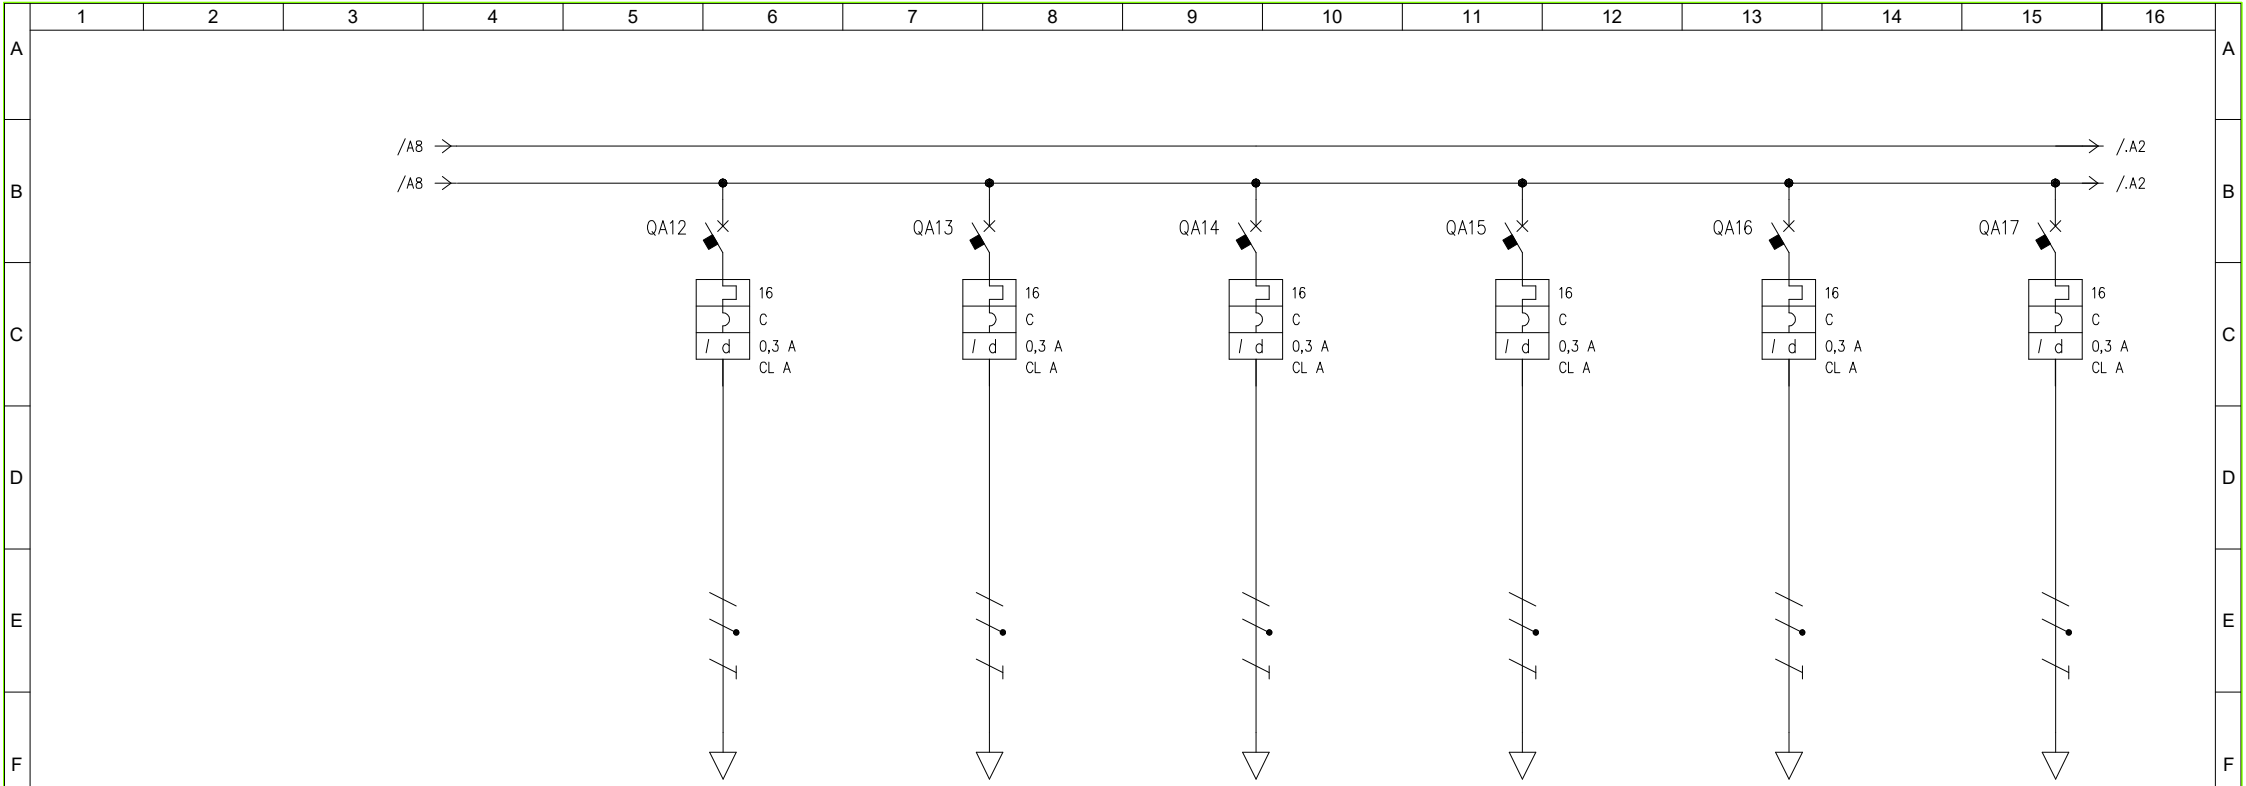 1 2 3 4 5 6 7 8 9 10 11 12 13 14 15 16
A A
/A8 /.A2
B /A8 /.A2 B
QA12 QA13 QA14 QA15 QA16 QA17
16 16 16 16 16 16
C C C C C C
C C
I d 0,3 A I d 0,3 A I d 0,3 A I d 0,3 A I d 0,3 A I d 0,3 A
CL A CL A CL A CL A CL A CL A
D D
E E
F F